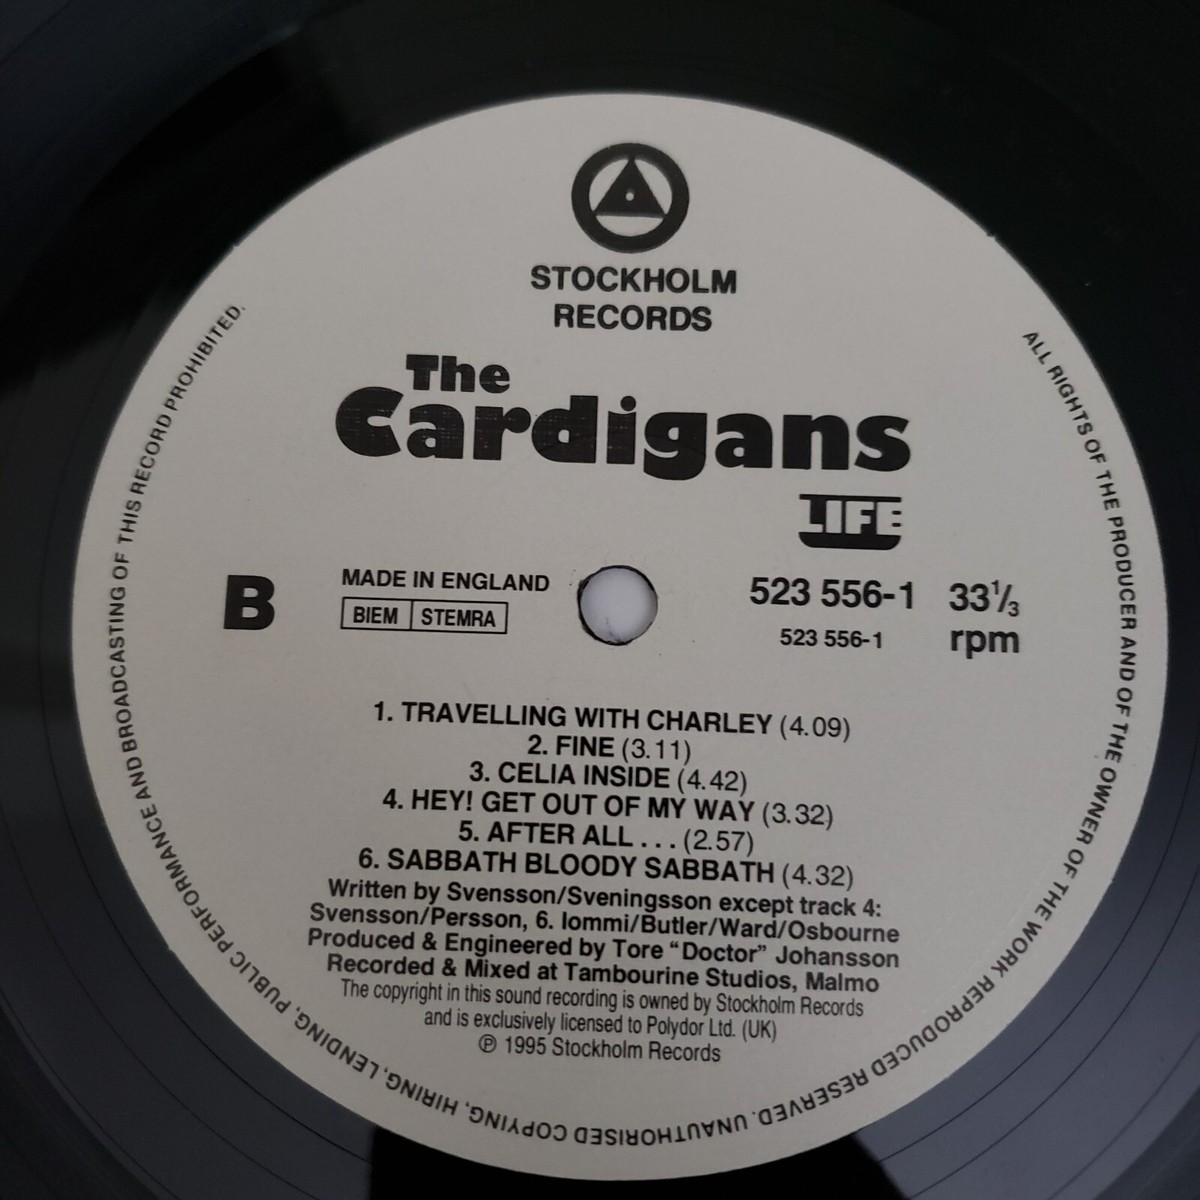 STOCKHOLM
RECORDS
The
Cardigans
LIFE
B
MADE IN ENGLAND
BIEM STEMRA
523 556-1
523 556-1
33⅓
rpm
1. TRAVELLING WITH CHARLEY (4.09)
2. FINE (3.11)
3. CELIA INSIDE (4.42)
4. HEY! GET OUT OF MY WAY (3.32)
5. AFTER ALL . . . (2.57)
6. SABBATH BLOODY SABBATH (4.32)
Written by Svensson/Sveningsson except track 4:
Svensson/Persson, 6. Iommi/Butler/Ward/Osbourne
Produced & Engineered by Tore “Doctor” Johansson
Recorded & Mixed at Tambourine Studios, Malmo
The copyright in this sound recording is owned by Stockholm Records
and is exclusively licensed to Polydor Ltd. (UK)
℗ 1995 Stockholm Records
ALL RIGHTS OF THE PRODUCER AND OF THE OWNER OF THE WORK REPRODUCED RESERVED. UNAUTHORISED COPYING, HIRING, LENDING, PUBLIC PERFORMANCE AND BROADCASTING OF THIS RECORD PROHIBITED.